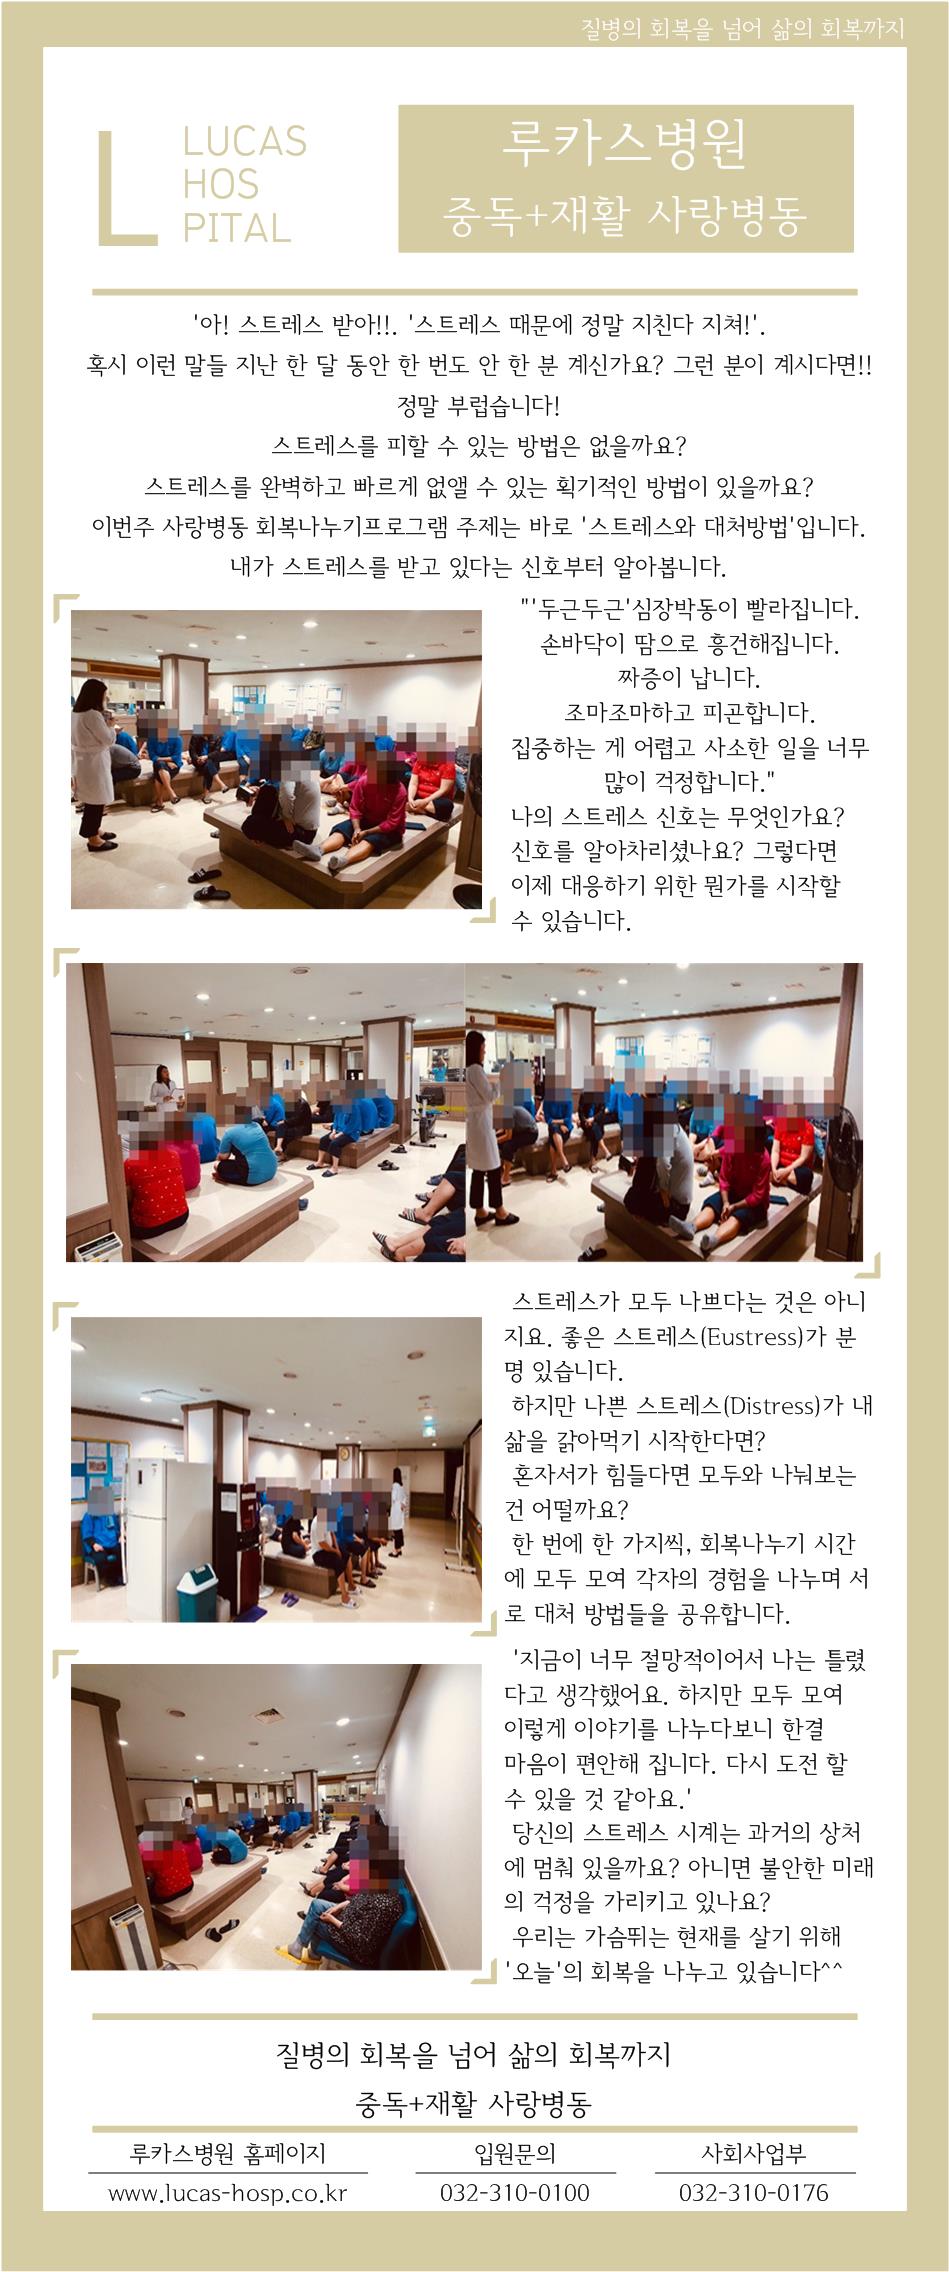 질병의 회복을 넘어 삶의 회복까지
L
LUCAS
HOS
PITAL
루카스병원
중독+재활 사랑병동
'아! 스트레스 받아!!. '스트레스 때문에 정말 지친다 지쳐!'.
혹시 이런 말들 지난 한 달 동안 한 번도 안 한 분 계신가요? 그런 분이 계시다면!!
정말 부럽습니다!
스트레스를 피할 수 있는 방법은 없을까요?
스트레스를 완벽하고 빠르게 없앨 수 있는 획기적인 방법이 있을까요?
이번주 사랑병동 회복나누기프로그램 주제는 바로 '스트레스와 대처방법'입니다.
내가 스트레스를 받고 있다는 신호부터 알아봅니다.
"'두근두근'심장박동이 빨라집니다.
손바닥이 땀으로 흥건해집니다.
짜증이 납니다.
조마조마하고 피곤합니다.
집중하는 게 어렵고 사소한 일을 너무
많이 걱정합니다."
나의 스트레스 신호는 무엇인가요?
신호를 알아차리셨나요? 그렇다면
이제 대응하기 위한 뭔가를 시작할
수 있습니다.
스트레스가 모두 나쁘다는 것은 아니
지요. 좋은 스트레스(Eustress)가 분
명 있습니다.
하지만 나쁜 스트레스(Distress)가 내
삶을 갉아먹기 시작한다면?
혼자서가 힘들다면 모두와 나눠보는
건 어떨까요?
한 번에 한 가지씩, 회복나누기 시간
에 모두 모여 각자의 경험을 나누며 서
로 대처 방법들을 공유합니다.
'지금이 너무 절망적이어서 나는 틀렸
다고 생각했어요. 하지만 모두 모여
이렇게 이야기를 나누다보니 한결
마음이 편안해 집니다. 다시 도전 할
수 있을 것 같아요.'
당신의 스트레스 시계는 과거의 상처
에 멈춰 있을까요? 아니면 불안한 미래
의 걱정을 가리키고 있나요?
우리는 가슴뛰는 현재를 살기 위해
'오늘'의 회복을 나누고 있습니다^^
질병의 회복을 넘어 삶의 회복까지
중독+재활 사랑병동
루카스병원 홈페이지 입원문의 사회사업부
www.lucas-hosp.co.kr 032-310-0100 032-310-0176